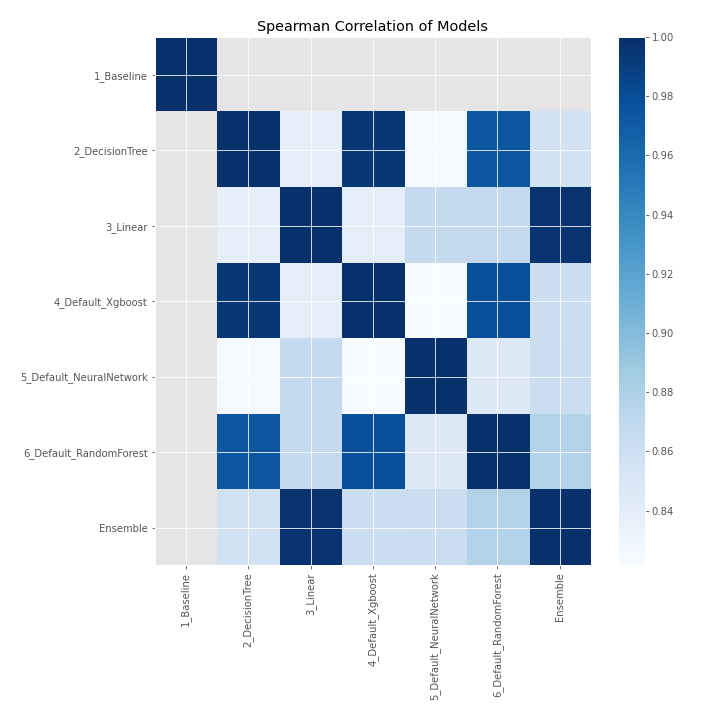 Spearman Correlation of Models
1_Baseline
2_DecisionTree
3_Linear
4_Default_Xgboost
5_Default_NeuralNetwork
6_Default_RandomForest
Ensemble
1_Baseline
2_DecisionTree
3_Linear
4_Default_Xgboost
5_Default_NeuralNetwork
6_Default_RandomForest
Ensemble
1.00
0.98
0.96
0.94
0.92
0.90
0.88
0.86
0.84